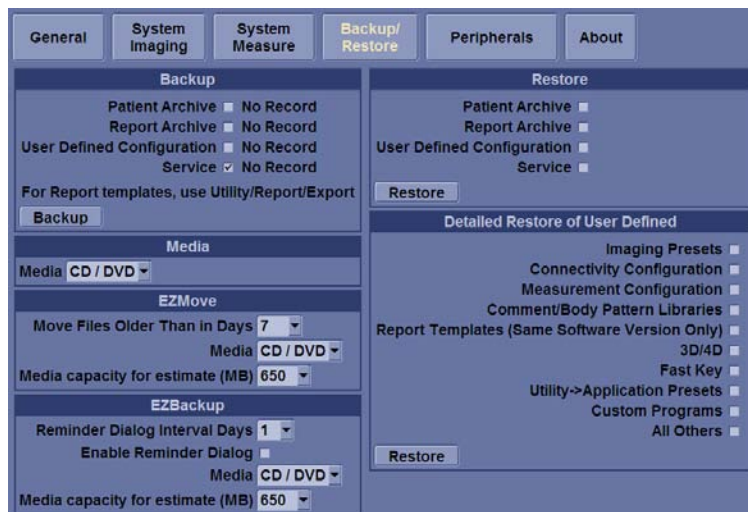 General
System
Imaging
System
Measure
Backup/
Restore
Peripherals
About
Backup
Patient Archive No Record
Report Archive No Record
User Defined Configuration No Record
Service No Record
For Report templates, use Utility/Report/Export
Backup
Media
Media CD / DVD
EZMove
Move Files Older Than in Days 7
Media CD / DVD
Media capacity for estimate (MB) 650
EZBackup
Reminder Dialog Interval Days 1
Enable Reminder Dialog
Media CD / DVD
Media capacity for estimate (MB) 650
Restore
Patient Archive
Report Archive
User Defined Configuration
Service
Restore
Detailed Restore of User Defined
Imaging Presets
Connectivity Configuration
Measurement Configuration
Comment/Body Pattern Libraries
Report Templates (Same Software Version Only)
3D/4D
Fast Key
Utility->Application Presets
Custom Programs
All Others
Restore